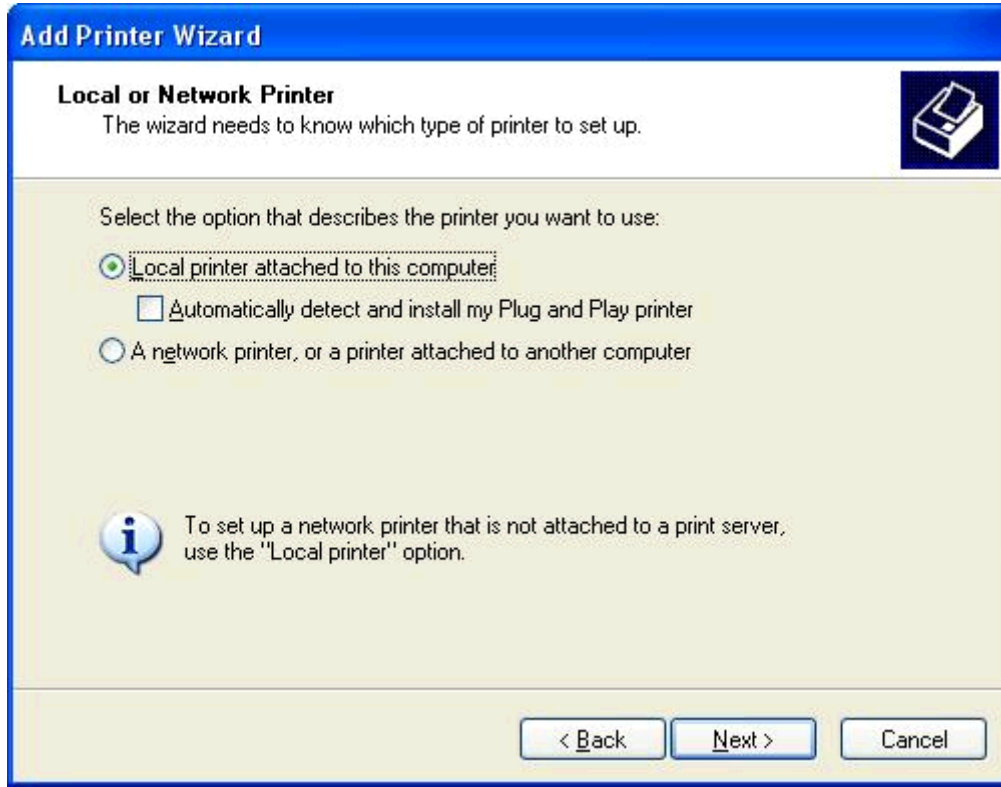 Add Printer Wizard
Local or Network Printer
The wizard needs to know which type of printer to set up.
Select the option that describes the printer you want to use:
Local printer attached to this computer
Automatically detect and install my Plug and Play printer
A network printer, or a printer attached to another computer
To set up a network printer that is not attached to a print server,
use the "Local printer" option.
< Back Next > Cancel